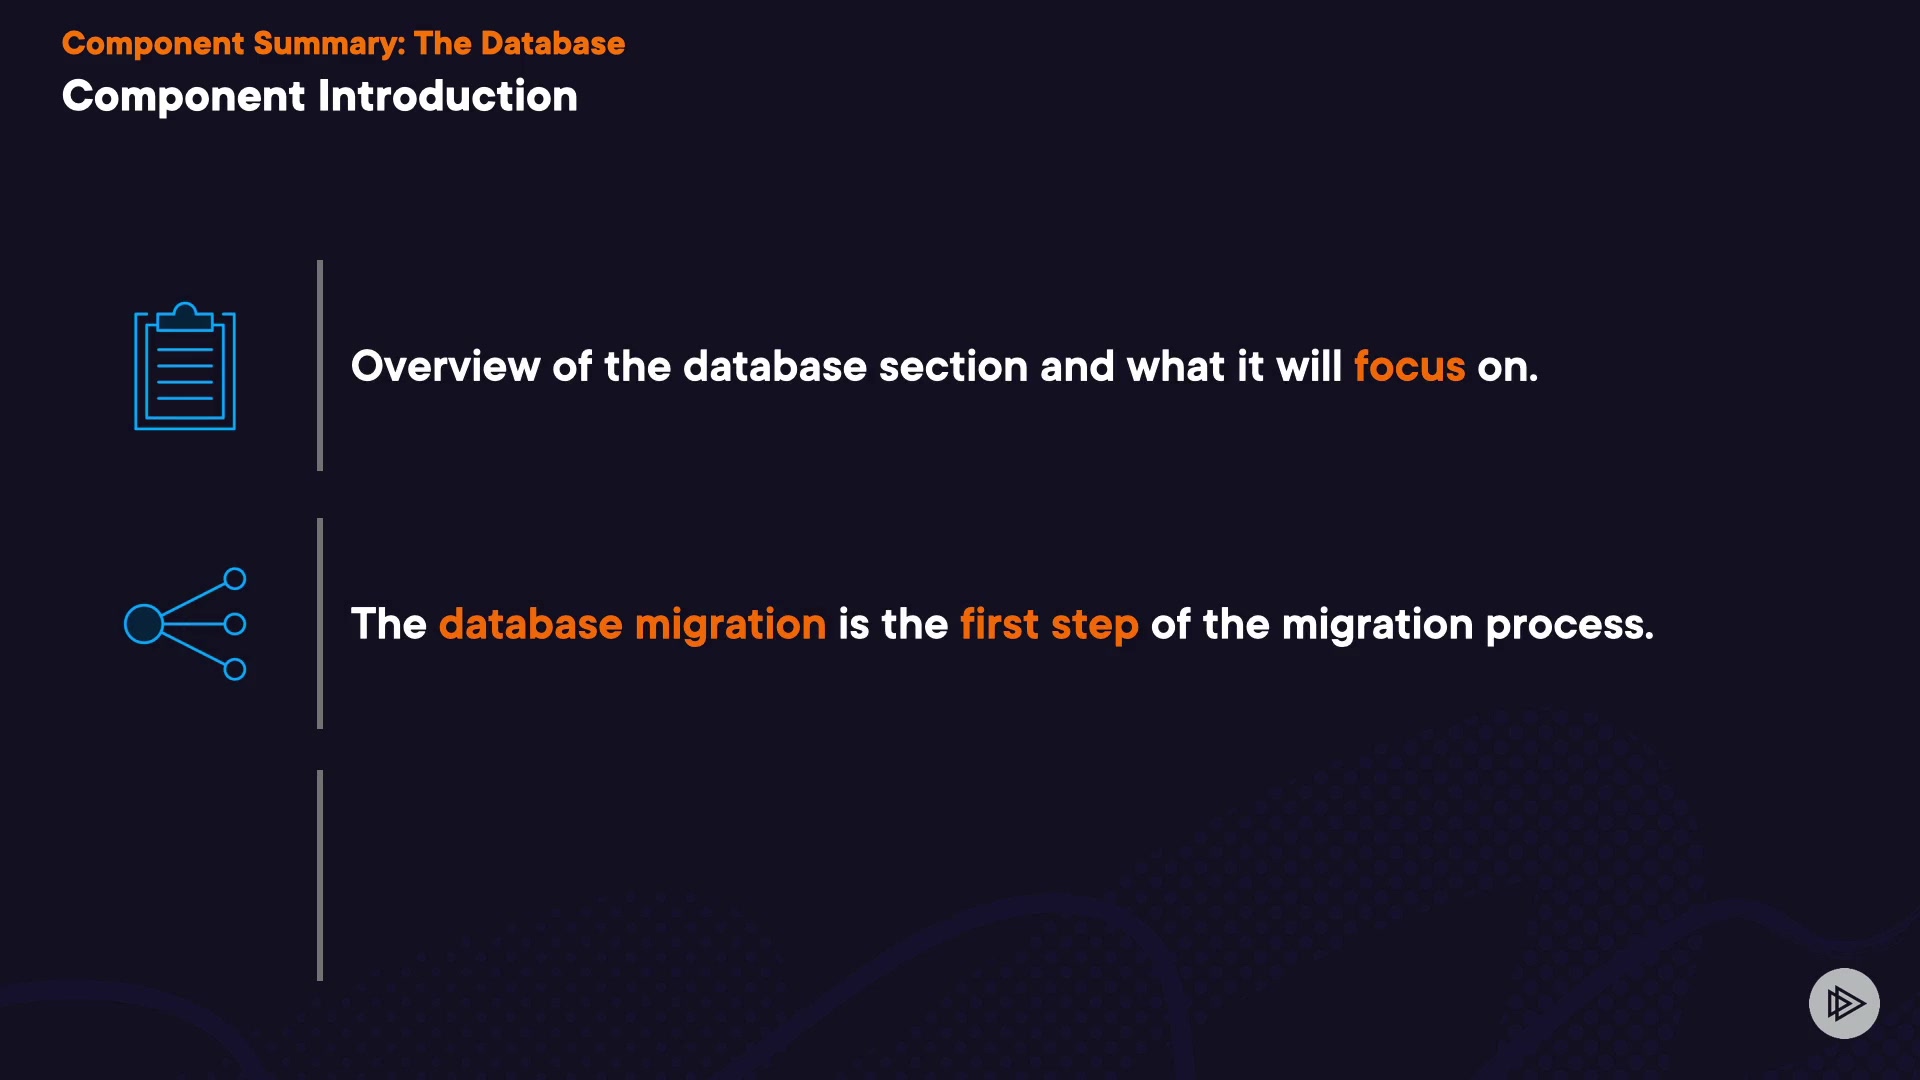 Component Summary: The Database
Component Introduction
Overview of the database section and what it will focus on.
The database migration is the first step of the migration process.